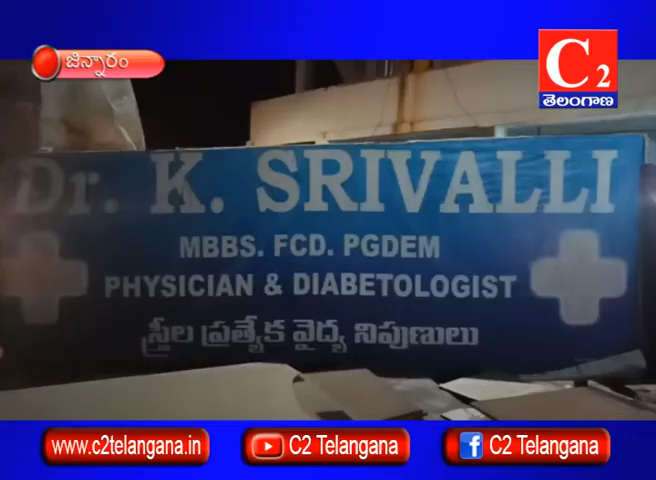 జిన్నారం
C2
తెలంగాణ
Dr. K. SRIVALLI
MBBS. FCD. PGDEM
PHYSICIAN & DIABETOLOGIST
స్త్రీల ప్రత్యేక వైద్య నిపుణులు
www.c2telangana.in
C2 Telangana
C2 Telangana